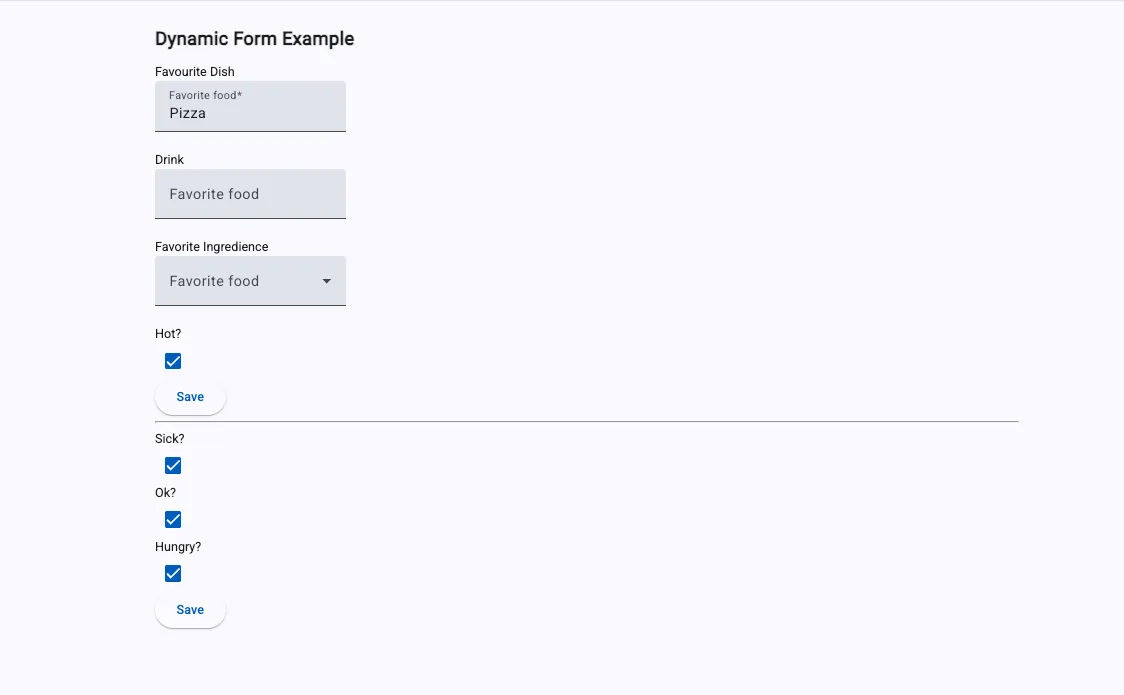 Dynamic Form Example
Favourite Dish
Favorite food*
Pizza
Drink
Favorite food
Favorite Ingredience
Favorite food
Hot?
Save
Sick?
Ok?
Hungry?
Save